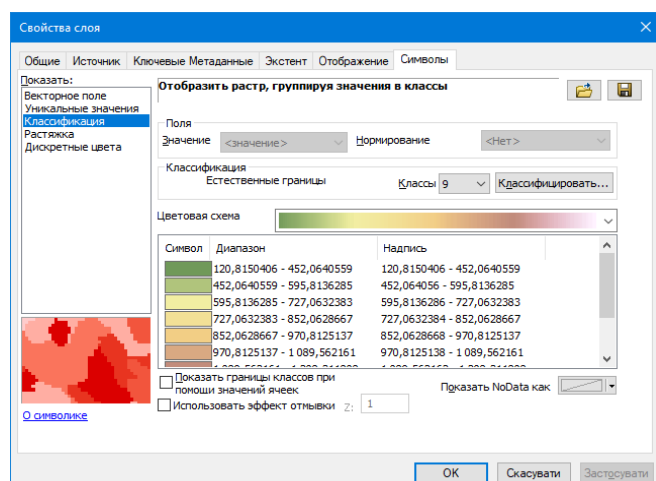 Свойства слоя
Общие Источник Ключевые Метаданные Экстент Отображение Символы
Показать:
Векторное поле
Уникальные значения
Классификация
Растяжка
Дискретные цвета
Отобразить растр, группируя значения в классы
Поля
Значение <значение> Нормирование <Нет>
Классификация
Естественные границы Классы 9 Классифицировать...
Цветовая схема
Символ Диапазон Надпись
120,8150406 - 452,0640559 120,8150406 - 452,0640559
452,0640559 - 595,8136285 452,064056 - 595,8136285
595,8136285 - 727,0632383 595,8136286 - 727,0632383
727,0632383 - 852,0628667 727,0632384 - 852,0628667
852,0628667 - 970,8125137 852,0628668 - 970,8125137
970,8125137 - 1 089,562161 970,8125138 - 1 089,562161
Показать границы классов при
помощи значений ячеек
Показать NoData как
Использовать эффект отмывки Z: 1
О символике
OK Скасувати Застосувати